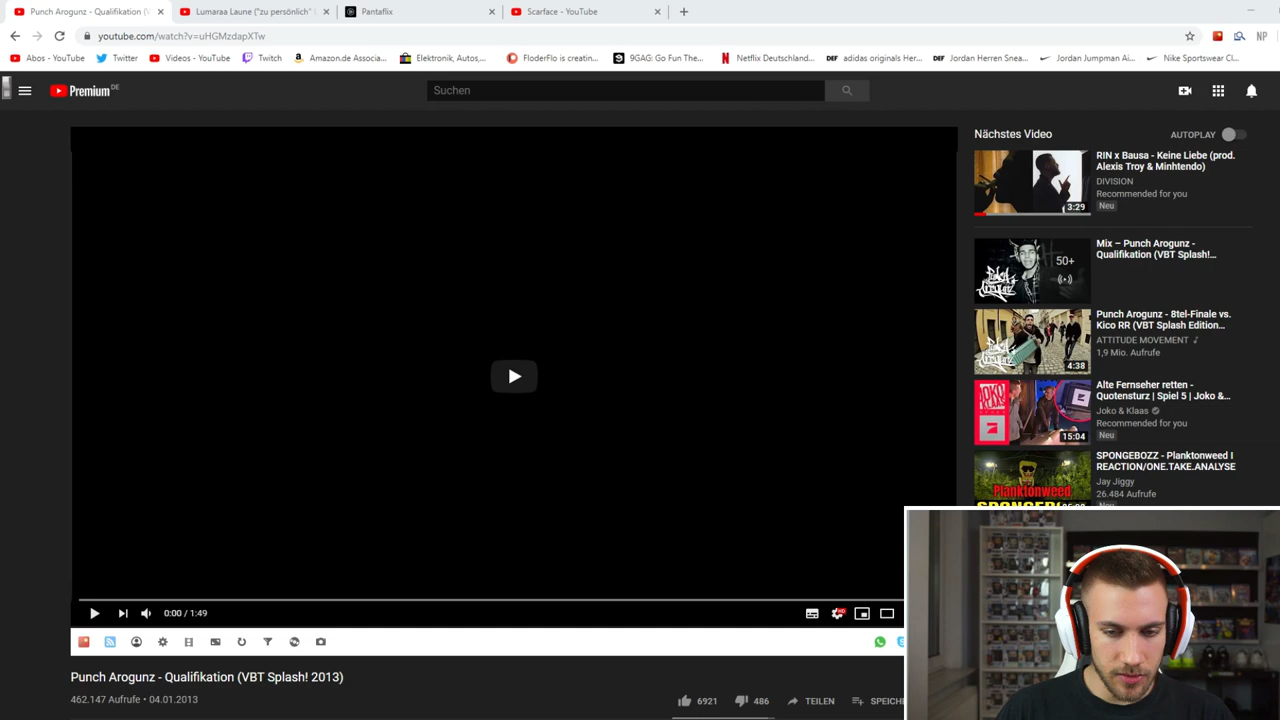 Punch Arogunz - Qualifikation (V
Lumaraa Laune ("zu persönlich"
Pantaflix
Scarface - YouTube
youtube.com/watch?v=uHGMzdapXTw
NP
Abos - YouTube
Twitter
Videos - YouTube
Twitch
Amazon.de Associa...
Elektronik, Autos,...
FloderFlo is creatin...
9GAG: Go Fun The...
Netflix Deutschland...
DEF adidas originals Her...
DEF Jordan Herren Snea...
Jordan Jumpman Ai...
Nike Sportswear Cl...
Premium DE
Suchen
Nächstes Video
AUTOPLAY
RIN x Bausa - Keine Liebe (prod.
Alexis Troy & Minhtendo)
DIVISION
Recommended for you
Neu
3:29
Mix – Punch Arogunz -
Qualifikation (VBT Splash!...
50+
Punch Arogunz - 8tel-Finale vs.
Kico RR (VBT Splash Edition...
ATTITUDE MOVEMENT
1,9 Mio. Aufrufe
4:38
Alte Fernseher retten -
Quotensturz | Spiel 5 | Joko &...
Joko & Klaas
Recommended for you
Neu
JOKO
KLAAS
15:04
SPONGEBOZZ - Planktonweed I
REACTION/ONE.TAKE.ANALYSE
Jay Jiggy
26.484 Aufrufe
Planktonweed
0:00 / 1:49
HD
Punch Arogunz - Qualifikation (VBT Splash! 2013)
462.147 Aufrufe • 04.01.2013
6921
486
TEILEN
SPEICHE